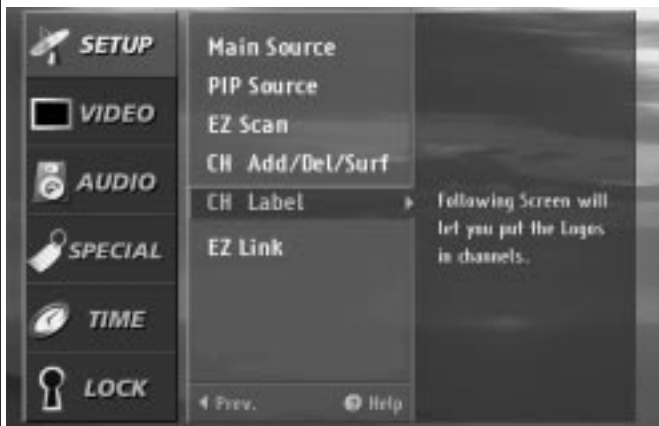 SETUP
VIDEO
AUDIO
SPECIAL
TIME
LOCK
Main Source
PIP Source
EZ Scan
CH Add/Del/Surf
CH Label
EZ Link
Prev.
Help
Following Screen will
let you put the Logos
in channels.